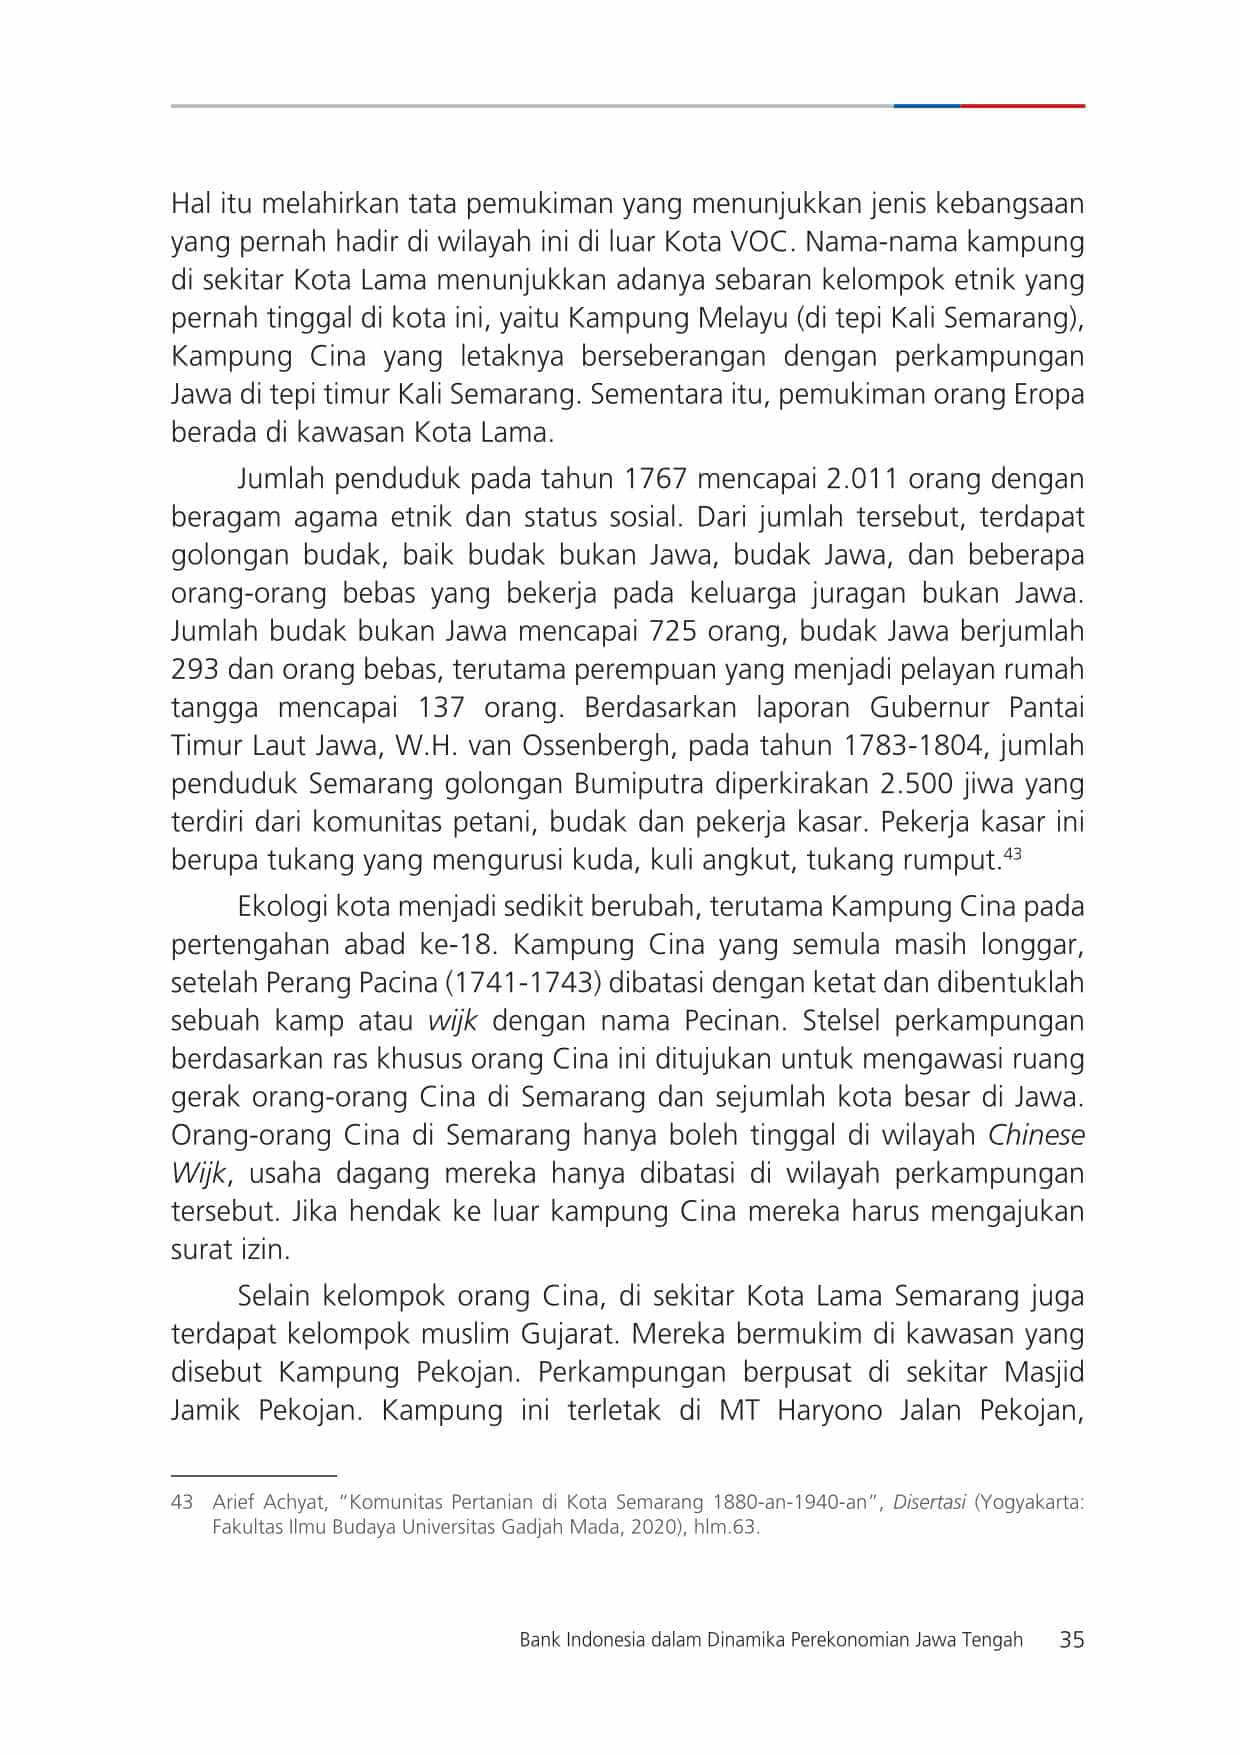 Hal itu melahirkan tata pemukiman yang menunjukkan jenis kebangsaan
yang pernah hadir di wilayah ini di luar Kota VOC. Nama-nama kampung
di sekitar Kota Lama menunjukkan adanya sebaran kelompok etnik yang
pernah tinggal di kota ini, yaitu Kampung Melayu (di tepi Kali Semarang),
Kampung Cina yang letaknya berseberangan dengan perkampungan
Jawa di tepi timur Kali Semarang. Sementara itu, pemukiman orang Eropa
berada di kawasan Kota Lama.
Jumlah penduduk pada tahun 1767 mencapai 2.011 orang dengan
beragam agama etnik dan status sosial. Dari jumlah tersebut, terdapat
golongan budak, baik budak bukan Jawa, budak Jawa, dan beberapa
orang-orang bebas yang bekerja pada keluarga juragan bukan Jawa.
Jumlah budak bukan Jawa mencapai 725 orang, budak Jawa berjumlah
293 dan orang bebas, terutama perempuan yang menjadi pelayan rumah
tangga mencapai 137 orang. Berdasarkan laporan Gubernur Pantai
Timur Laut Jawa, W.H. van Ossenbergh, pada tahun 1783-1804, jumlah
penduduk Semarang golongan Bumiputra diperkirakan 2.500 jiwa yang
terdiri dari komunitas petani, budak dan pekerja kasar. Pekerja kasar ini
berupa tukang yang mengurusi kuda, kuli angkut, tukang rumput.43
Ekologi kota menjadi sedikit berubah, terutama Kampung Cina pada
pertengahan abad ke-18. Kampung Cina yang semula masih longgar,
setelah Perang Pacina (1741-1743) dibatasi dengan ketat dan dibentuklah
sebuah kamp atau wijk dengan nama Pecinan. Stelsel perkampungan
berdasarkan ras khusus orang Cina ini ditujukan untuk mengawasi ruang
gerak orang-orang Cina di Semarang dan sejumlah kota besar di Jawa.
Orang-orang Cina di Semarang hanya boleh tinggal di wilayah Chinese
Wijk, usaha dagang mereka hanya dibatasi di wilayah perkampungan
tersebut. Jika hendak ke luar kampung Cina mereka harus mengajukan
surat izin.
Selain kelompok orang Cina, di sekitar Kota Lama Semarang juga
terdapat kelompok muslim Gujarat. Mereka bermukim di kawasan yang
disebut Kampung Pekojan. Perkampungan berpusat di sekitar Masjid
Jamik Pekojan. Kampung ini terletak di MT Haryono Jalan Pekojan,
43 Arief Achyat, “Komunitas Pertanian di Kota Semarang 1880-an-1940-an”, Disertasi (Yogyakarta:
Fakultas Ilmu Budaya Universitas Gadjah Mada, 2020), hlm.63.
Bank Indonesia dalam Dinamika Perekonomian Jawa Tengah 35